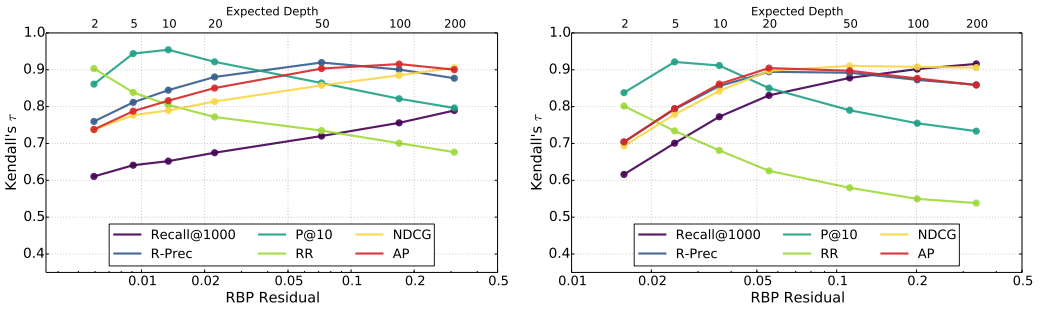 Expected Depth
2 5 10 20 50 100 200
1.0
0.9
0.8
0.7
0.6
0.5
0.4
Kendall's τ
Recall@1000 P@10 NDCG
R-Prec RR AP
0.01 0.02 0.05 0.1 0.2 0.5
RBP Residual
Expected Depth
2 5 10 20 50 100 200
1.0
0.9
0.8
0.7
0.6
0.5
0.4
Kendall's τ
Recall@1000 P@10 NDCG
R-Prec RR AP
0.01 0.02 0.05 0.1 0.2 0.5
RBP Residual